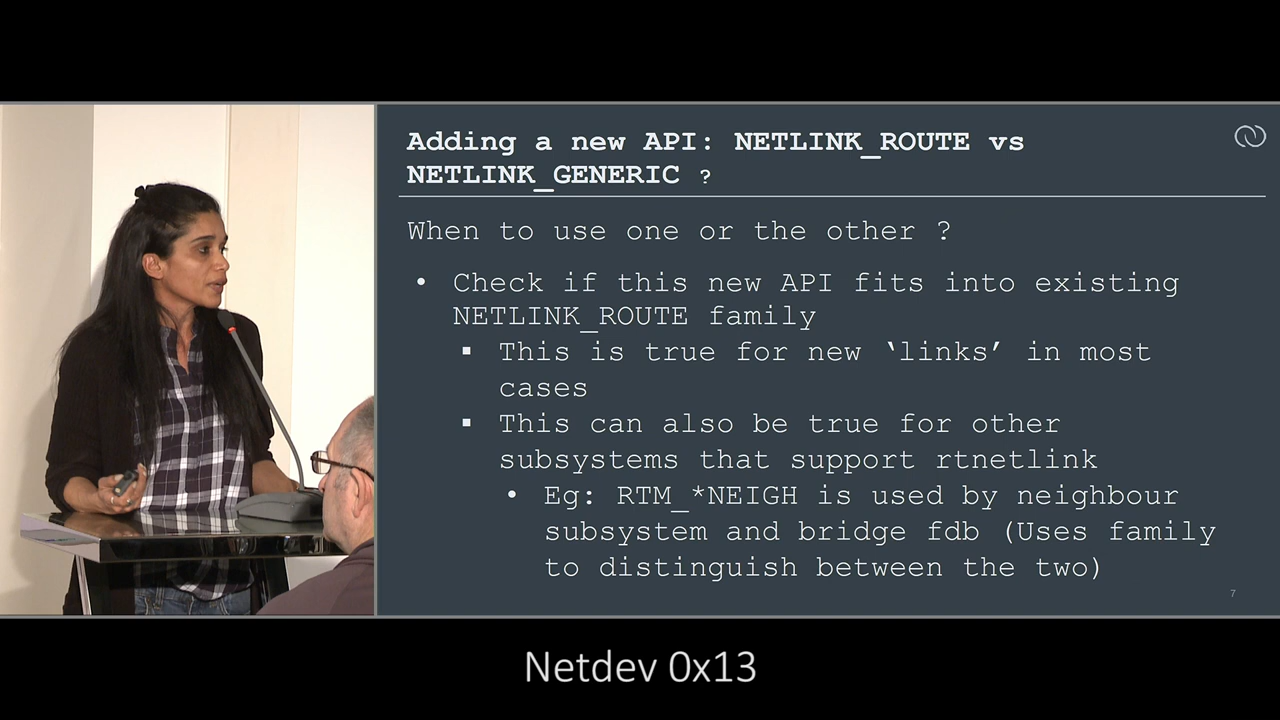 Adding a new API: NETLINK_ROUTE vs
NETLINK_GENERIC ?
When to use one or the other ?
• Check if this new API fits into existing
NETLINK_ROUTE family
▪ This is true for new ‘links’ in most
cases
▪ This can also be true for other
subsystems that support rtnetlink
• Eg: RTM_*NEIGH is used by neighbour
subsystem and bridge fdb (Uses family
to distinguish between the two)
7
Netdev 0x13